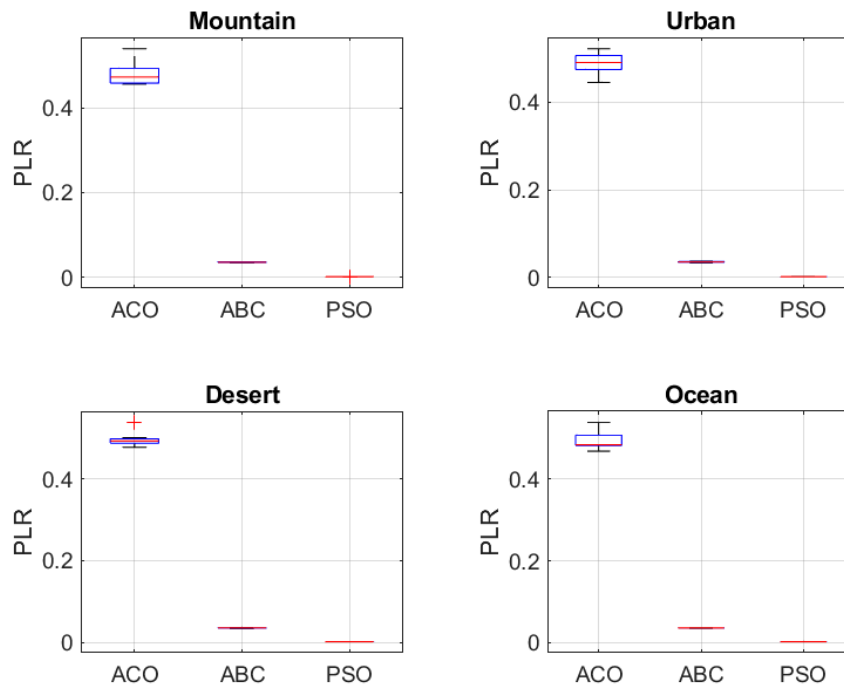 Mountain
PLR
0.4
0.2
0
ACO ABC PSO
Urban
PLR
0.4
0.2
0
ACO ABC PSO
Desert
PLR
0.4
0.2
0
ACO ABC PSO
Ocean
PLR
0.4
0.2
0
ACO ABC PSO